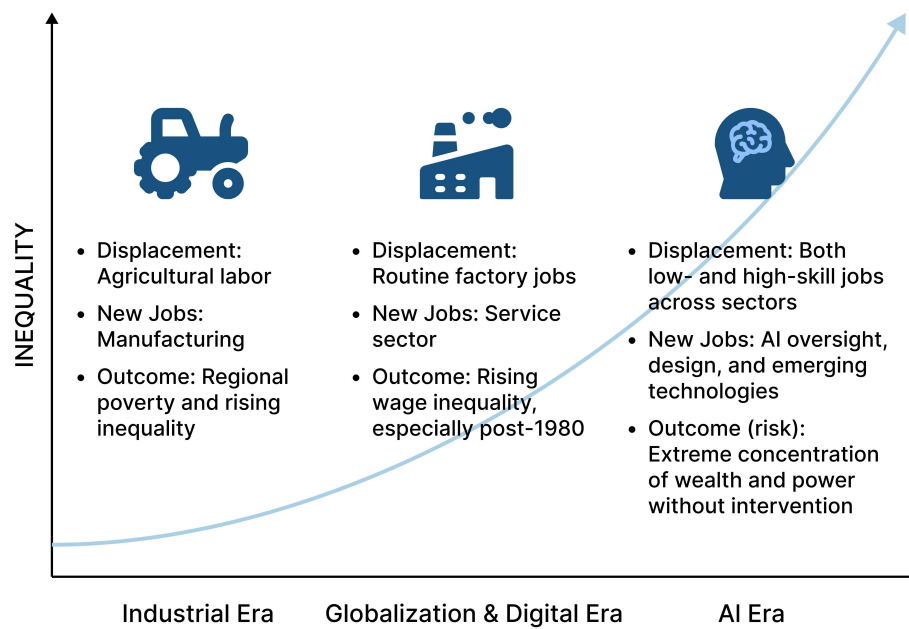 INEQUALITY
• Displacement:
Agricultural labor
• New Jobs:
Manufacturing
• Outcome: Regional
poverty and rising
inequality
• Displacement:
Routine factory jobs
• New Jobs: Service
sector
• Outcome: Rising
wage inequality,
especially post-1980
• Displacement: Both
low- and high-skill jobs
across sectors
• New Jobs: AI oversight,
design, and emerging
technologies
• Outcome (risk):
Extreme concentration
of wealth and power
without intervention
Industrial Era
Globalization & Digital Era
AI Era